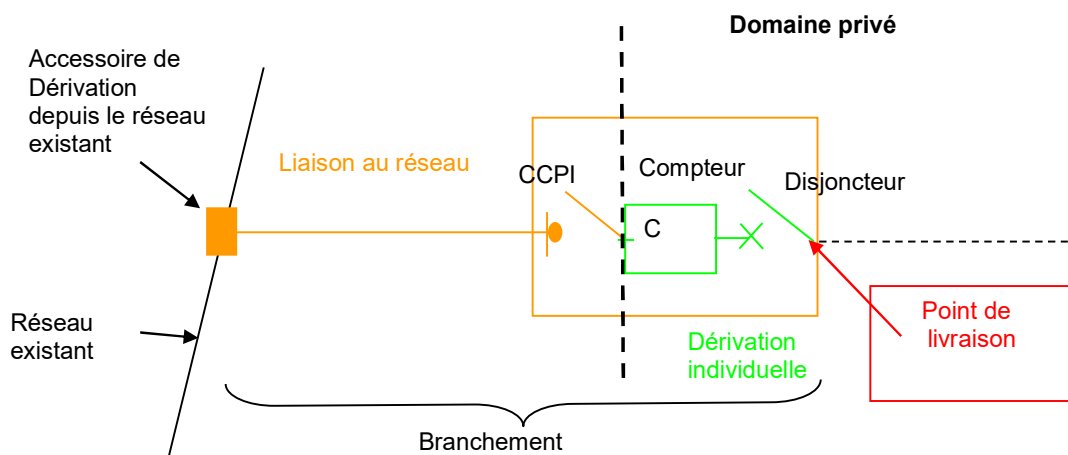 Domaine privé
Accessoire de
Dérivation
depuis le réseau
existant
Liaison au réseau
CCPI
Compteur
Disjoncteur
C
Réseau
existant
Point de
livraison
Dérivation
individuelle
Branchement